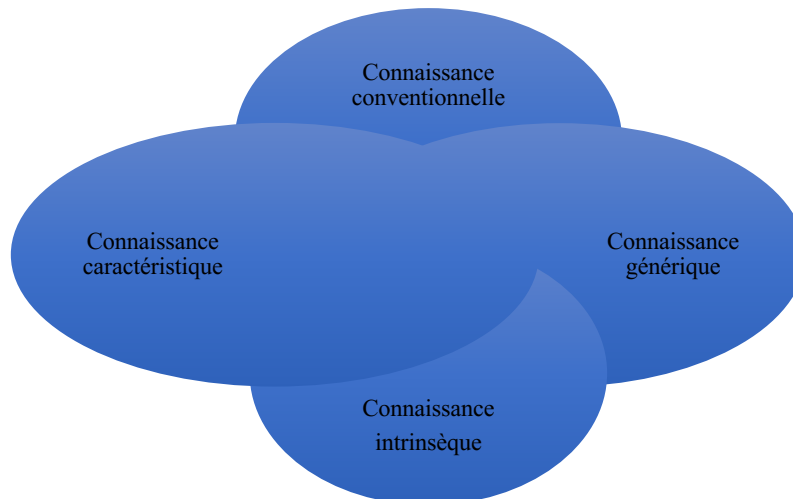 Connaissance
conventionnelle
Connaissance
caractéristique
Connaissance
générique
Connaissance
intrinsèque